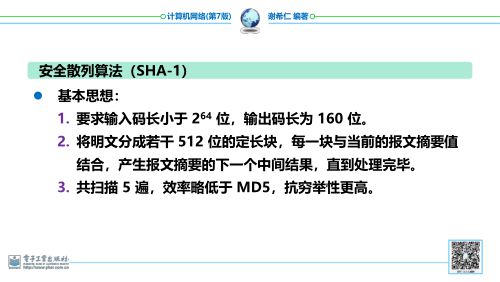 计算机网络(第7版)
谢希仁 编著
安全散列算法（SHA-1）
基本思想：
1. 要求输入码长小于 2⁶⁴ 位，输出码长为 160 位。
2. 将明文分成若干 512 位的定长块，每一块与当前的报文摘要值
结合，产生报文摘要的下一个中间结果，直到处理完毕。
3. 共扫描 5 遍，效率略低于 MD5，抗穷举性更高。
电子工业出版社
http://www.phei.com.cn